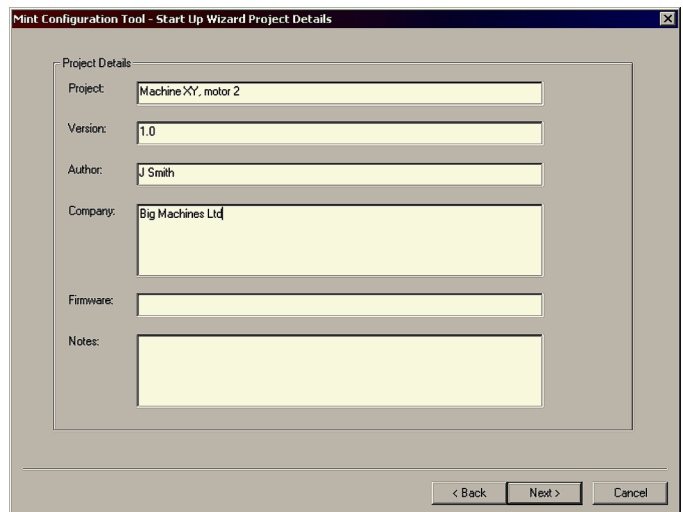 Mint Configuration Tool - Start Up Wizard Project Details
Project Details
Project: Machine XY, motor 2
Version: 1.0
Author: J Smith
Company: Big Machines Ltd
Firmware:
Notes:
< Back Next > Cancel